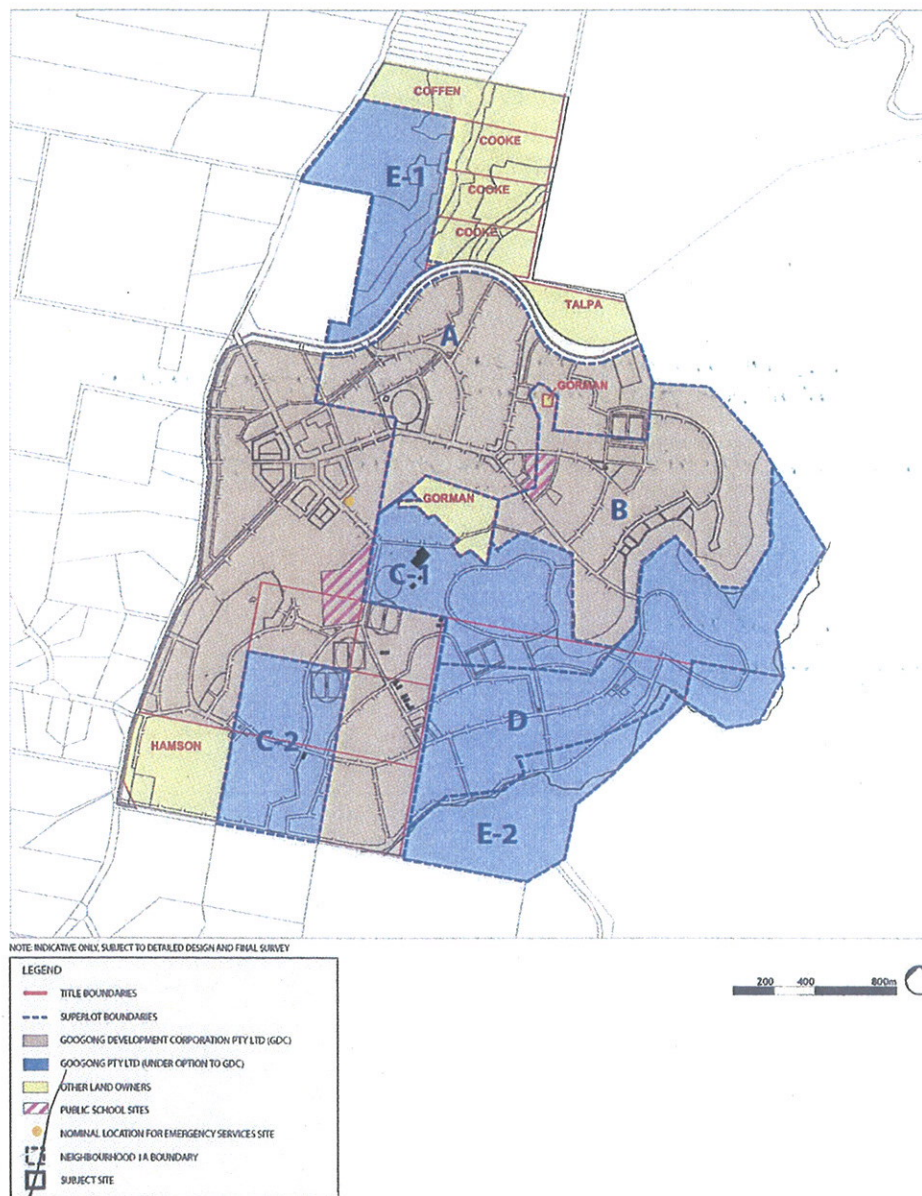 COFFEN
COOKE
E-1
COOKE
COOKE
TALPA
A
GORMAN
GORMAN
B
C-1
D
HAMSON
C-2
E-2
NOTE: INDICATIVE ONLY, SUBJECT TO DETAILED DESIGN AND FINAL SURVEY
LEGEND
TITLE BOUNDARIES
SUPERLOT BOUNDARIES
GOOGONG DEVELOPMENT CORPORATION PTY LTD (GDC)
GOOGONG PTY LTD (UNDER OPTION TO GDC)
OTHER LAND OWNERS
PUBLIC SCHOOL SITES
NOMINAL LOCATION FOR EMERGENCY SERVICES SITE
NEIGHBOURHOOD 1A BOUNDARY
SUBJECT SITE
200 400 800m